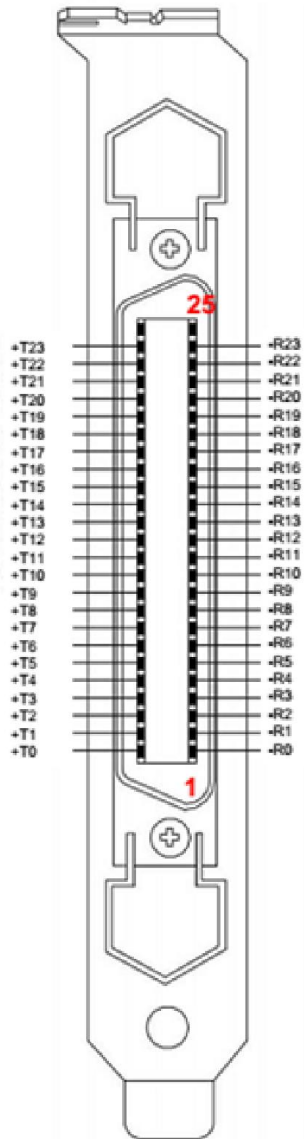 25
+T23 -R23
+T22 -R22
+T21 -R21
+T20 -R20
+T19 -R19
+T18 -R18
+T17 -R17
+T16 -R16
+T15 -R15
+T14 -R14
+T13 -R13
+T12 -R12
+T11 -R11
+T10 -R10
+T9 -R9
+T8 -R8
+T7 -R7
+T6 -R6
+T5 -R5
+T4 -R4
+T3 -R3
+T2 -R2
+T1 -R1
+T0 -R0
1